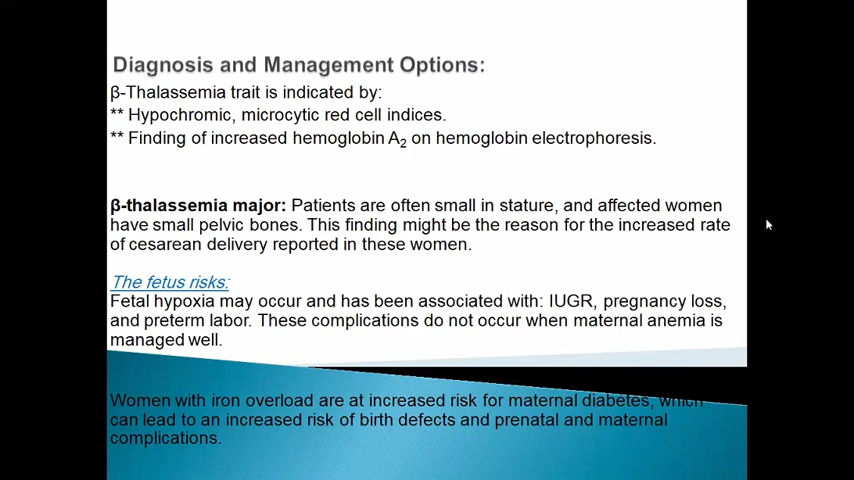 Diagnosis and Management Options:
β-Thalassemia trait is indicated by:
** Hypochromic, microcytic red cell indices.
** Finding of increased hemoglobin A2 on hemoglobin electrophoresis.
β-thalassemia major: Patients are often small in stature, and affected women
have small pelvic bones. This finding might be the reason for the increased rate
of cesarean delivery reported in these women.
The fetus risks:
Fetal hypoxia may occur and has been associated with: IUGR, pregnancy loss,
and preterm labor. These complications do not occur when maternal anemia is
managed well.
Women with iron overload are at increased risk for maternal diabetes, which
can lead to an increased risk of birth defects and prenatal and maternal
complications.